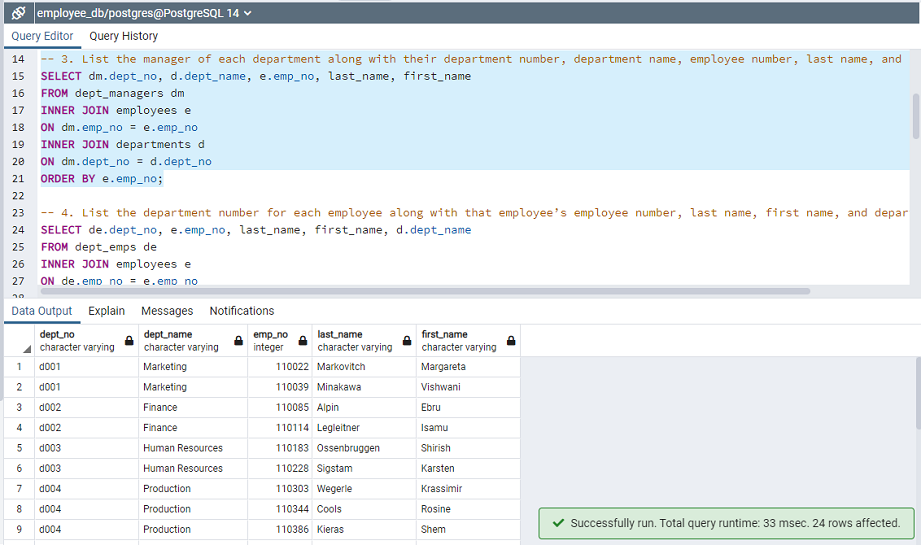 employee_db/postgres@PostgreSQL 14
Query Editor Query History
14 -- 3. List the manager of each department along with their department number, department name, employee number, last name, and
15 SELECT dm.dept_no, d.dept_name, e.emp_no, last_name, first_name
16 FROM dept_managers dm
17 INNER JOIN employees e
18 ON dm.emp_no = e.emp_no
19 INNER JOIN departments d
20 ON dm.dept_no = d.dept_no
21 ORDER BY e.emp_no;
22
23 -- 4. List the department number for each employee along with that employee’s employee number, last name, first name, and depar
24 SELECT de.dept_no, e.emp_no, last_name, first_name, d.dept_name
25 FROM dept_emps de
26 INNER JOIN employees e
27 ON de.emp_no = e.emp_no
28
Data Output Explain Messages Notifications
dept_no dept_name emp_no last_name first_name
character varying character varying integer character varying character varying
1 d001 Marketing 110022 Markovitch Margareta
2 d001 Marketing 110039 Minakawa Vishwani
3 d002 Finance 110085 Alpin Ebru
4 d002 Finance 110114 Legleitner Isamu
5 d003 Human Resources 110183 Ossenbruggen Shirish
6 d003 Human Resources 110228 Sigstam Karsten
7 d004 Production 110303 Wegerle Krassimir
8 d004 Production 110344 Cools Rosine
9 d004 Production 110386 Kieras Shem
Successfully run. Total query runtime: 33 msec. 24 rows affected.